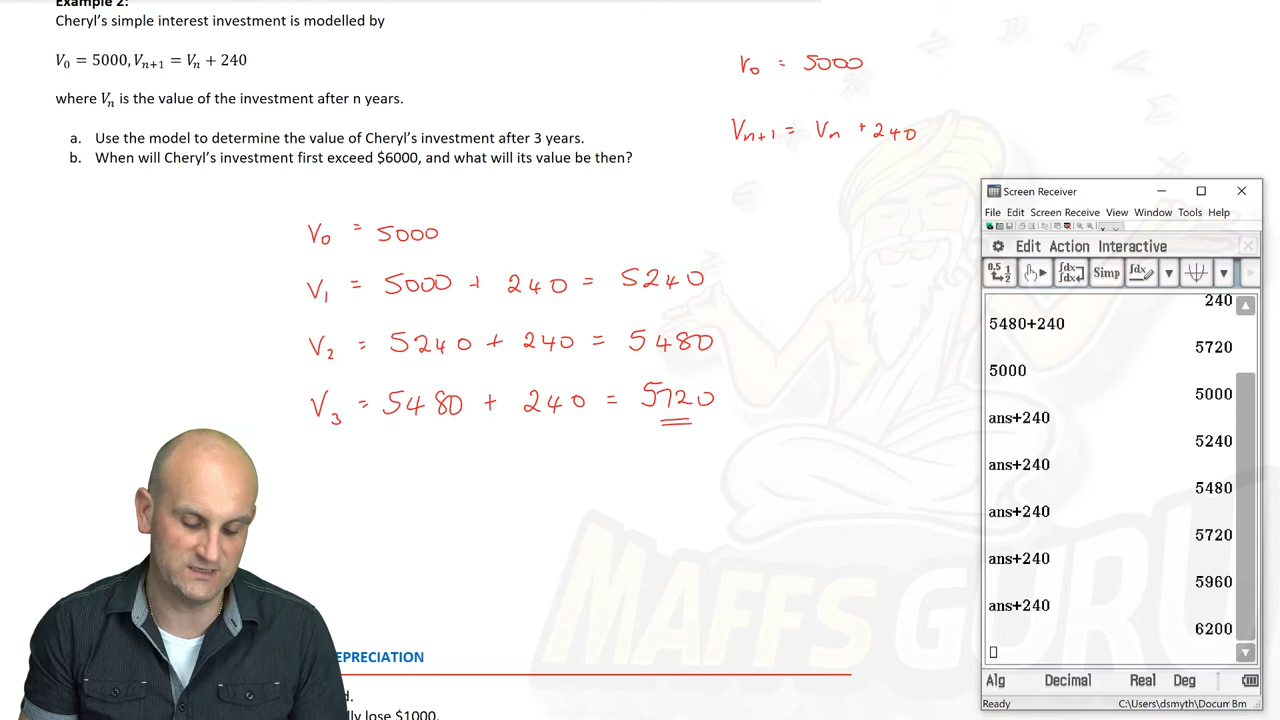 Example 2:
Cheryl's simple interest investment is modelled by
V₀ = 5000, Vₙ₊₁ = Vₙ + 240
where Vₙ is the value of the investment after n years.
a. Use the model to determine the value of Cheryl's investment after 3 years.
b. When will Cheryl's investment first exceed $6000, and what will its value be then?
V₀ = 5000
Vₙ₊₁ = Vₙ + 240
V₀ = 5000
V₁ = 5000 + 240 = 5240
V₂ = 5240 + 240 = 5480
V₃ = 5480 + 240 = 5720
Screen Receiver
File Edit Screen Receive View Window Tools Help
Edit Action Interactive
Simp
240
5480+240
5720
5000
5000
ans+240
5240
ans+240
5480
ans+240
5720
ans+240
5960
ans+240
6200
Alg Decimal Real Deg
Ready C:\Users\dsmyth\Docum Bm
MAFFS GURU
EPRECIATION
d.
lly lose $1000.